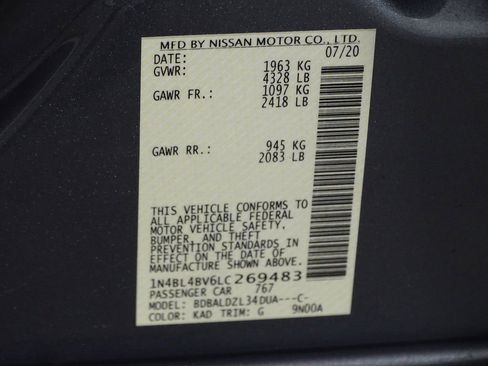 MFD BY NISSAN MOTOR CO., LTD.
DATE: 07/20
GVWR: 1963 KG
4328 LB
GAWR FR.: 1097 KG
2418 LB
GAWR RR.: 945 KG
2083 LB
THIS VEHICLE CONFORMS TO
ALL APPLICABLE FEDERAL
MOTOR VEHICLE SAFETY,
BUMPER, AND THEFT
PREVENTION STANDARDS IN
EFFECT ON THE DATE OF
MANUFACTURE SHOWN ABOVE.
1N4BL4BV6LC269483
PASSENGER CAR 767
MODEL: BDBALDZL34DUA---C-
COLOR: KAD TRIM: G 9N00A